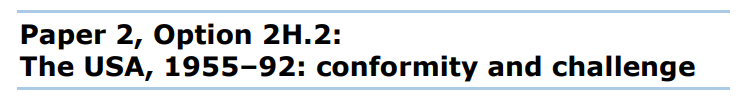 Paper 2, Option 2H.2:
The USA, 1955–92: conformity and challenge